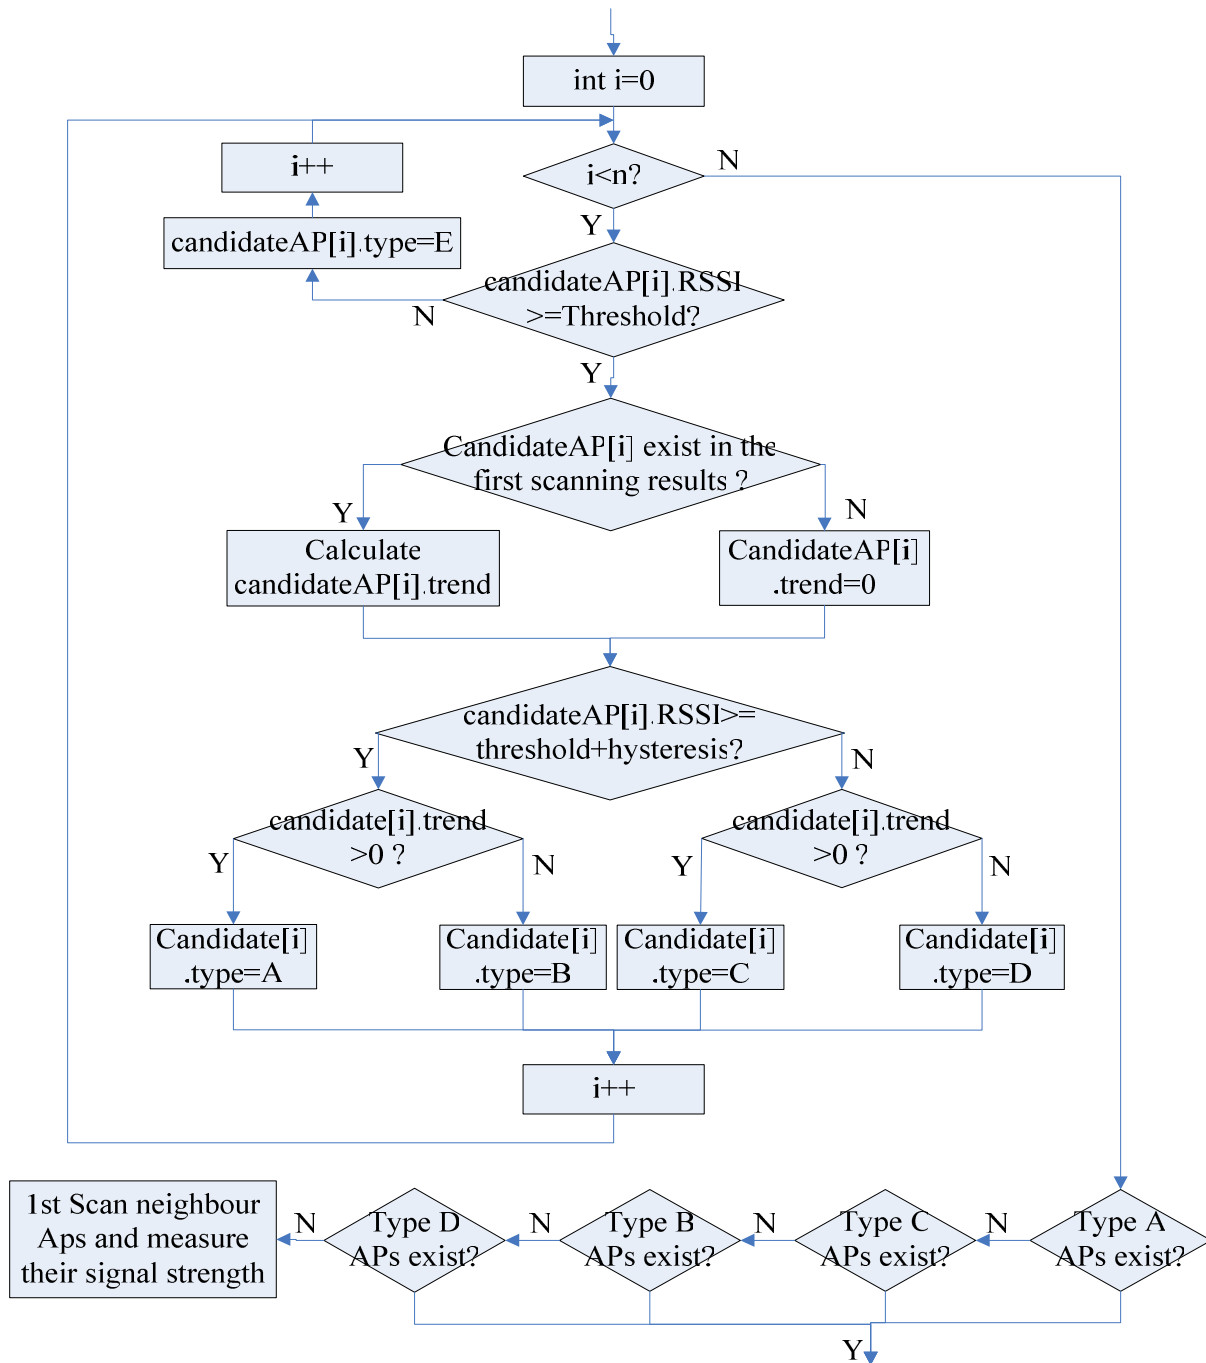 int i=0
i<n?
N
i++
Y
candidateAP[i].type=E
candidateAP[i].RSSI
>=Threshold?
N
Y
CandidateAP[i] exist in the
first scanning results ?
Y
N
Calculate
candidateAP[i].trend
CandidateAP[i]
.trend=0
candidateAP[i].RSSI>=
threshold+hysteresis?
Y
N
candidate[i].trend
>0 ?
candidate[i].trend
>0 ?
Y
N
Y
N
Candidate[i]
.type=A
Candidate[i]
.type=B
Candidate[i]
.type=C
Candidate[i]
.type=D
i++
1st Scan neighbour
Aps and measure
their signal strength
N
Type D
APs exist?
N
Type B
APs exist?
N
Type C
APs exist?
N
Type A
APs exist?
Y